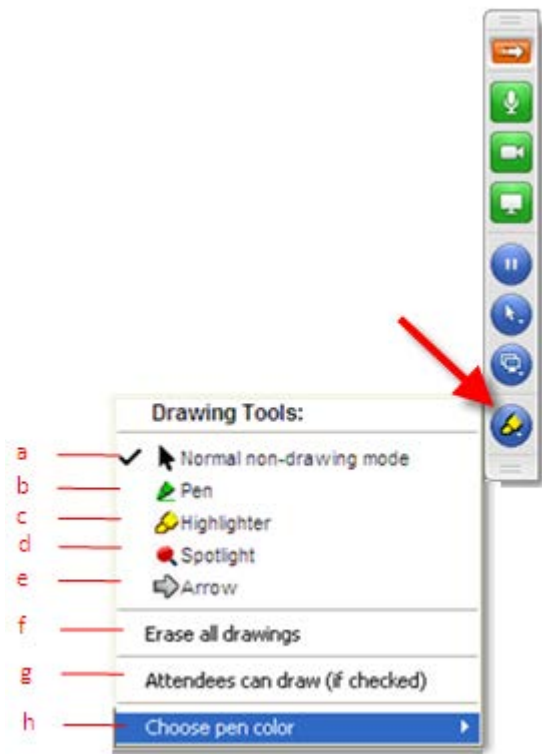 Drawing Tools:
a Normal non-drawing mode
b Pen
c Highlighter
d Spotlight
e Arrow
f Erase all drawings
g Attendees can draw (if checked)
h Choose pen color